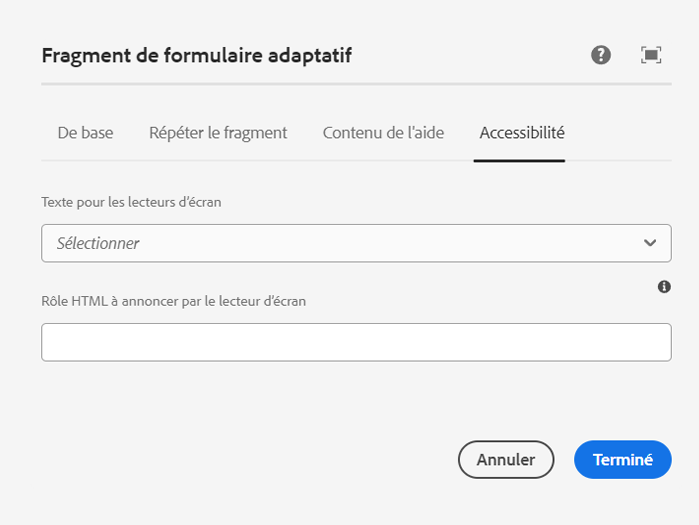 Fragment de formulaire adaptatif
De base Répéter le fragment Contenu de l'aide Accessibilité
Texte pour les lecteurs d'écran
Sélectionner
Rôle HTML à annoncer par le lecteur d'écran
Annuler Terminé